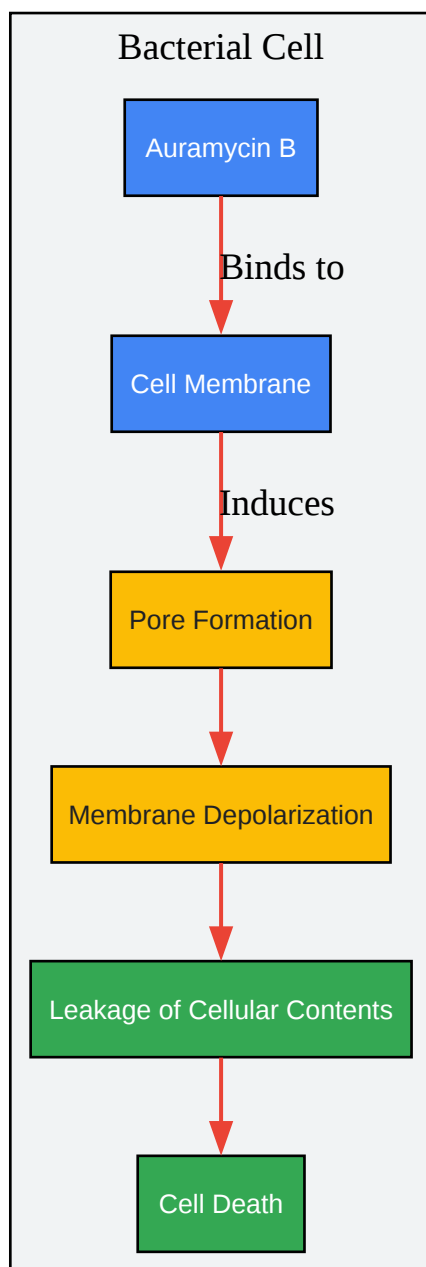 Bacterial Cell
Auramycin B
Binds to
Cell Membrane
Induces
Pore Formation
Membrane Depolarization
Leakage of Cellular Contents
Cell Death